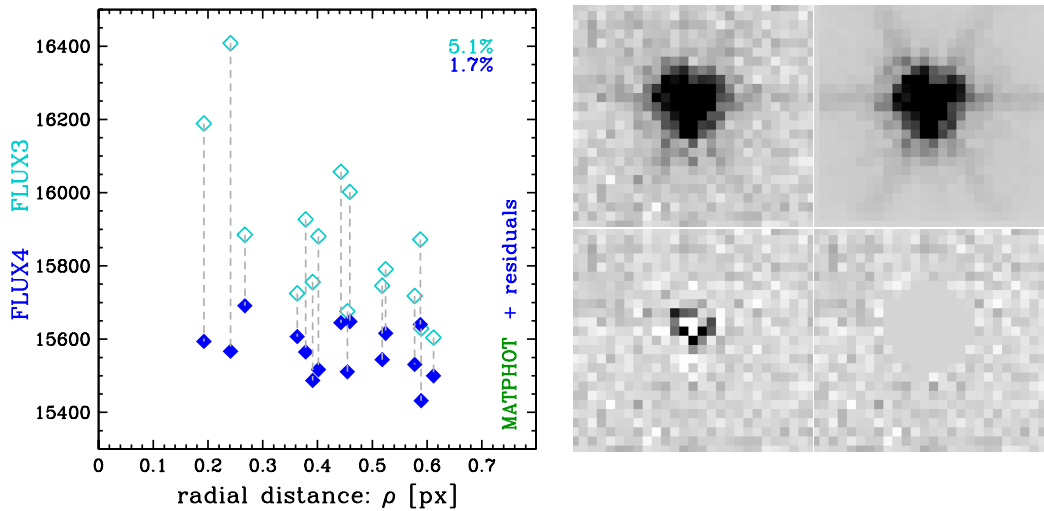 16400
16200
16000
15800
15600
15400
FLUX4 FLUX3
5.1%
1.7%
MATPHOT + residuals
0 0.1 0.2 0.3 0.4 0.5 0.6 0.7
radial distance: ρ [px]